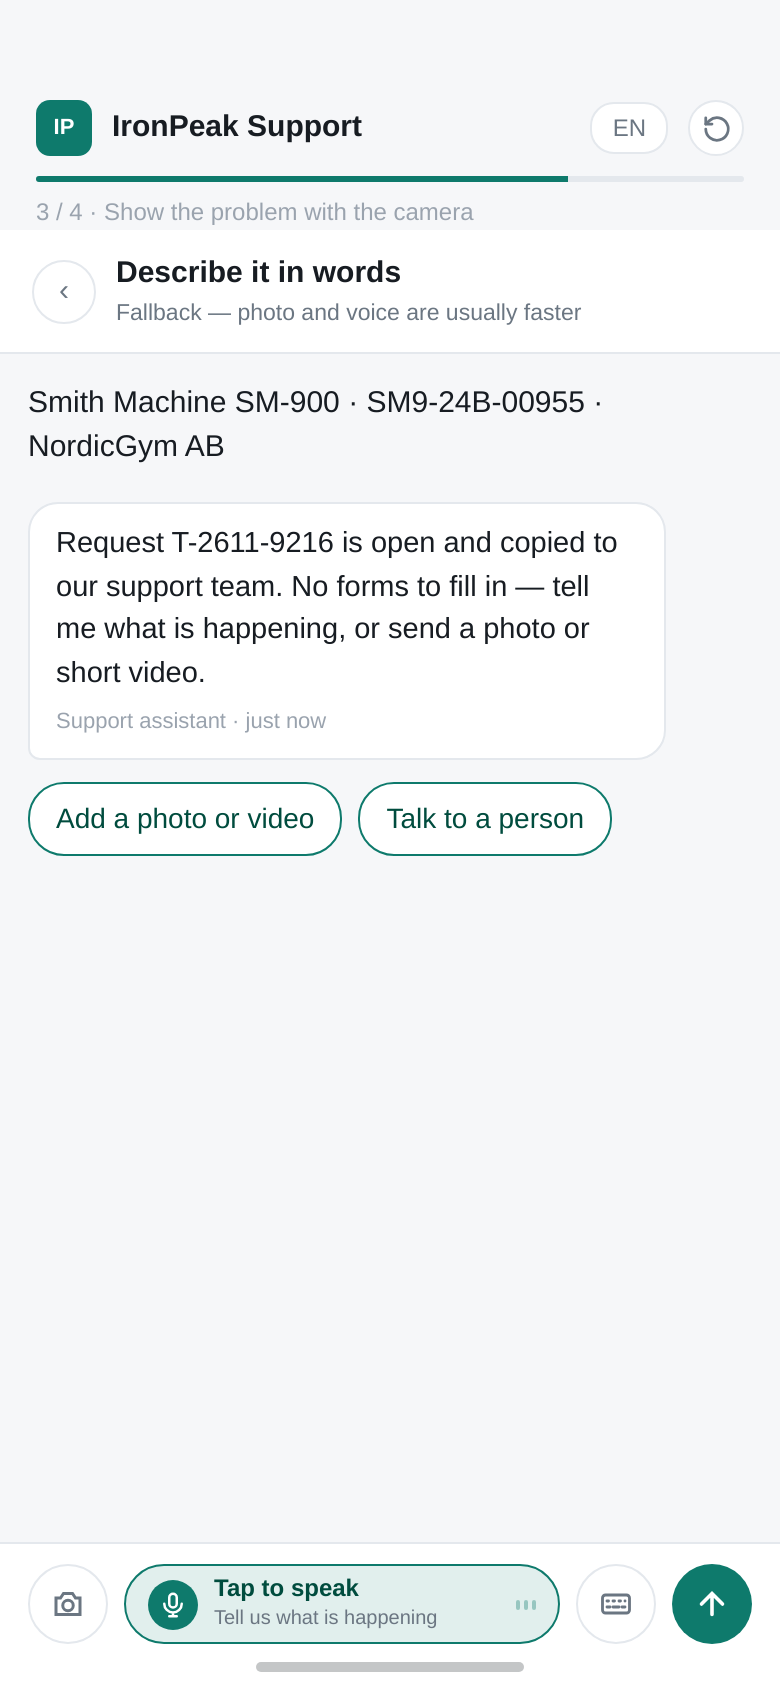 IP
IronPeak Support
EN
3 / 4 · Show the problem with the camera
‹
Describe it in words
Fallback — photo and voice are usually faster
Smith Machine SM-900 · SM9-24B-00955 ·
NordicGym AB
Request T-2611-9216 is open and copied to
our support team. No forms to fill in — tell
me what is happening, or send a photo or
short video.
Support assistant · just now
Add a photo or video
Talk to a person
Tap to speak
Tell us what is happening